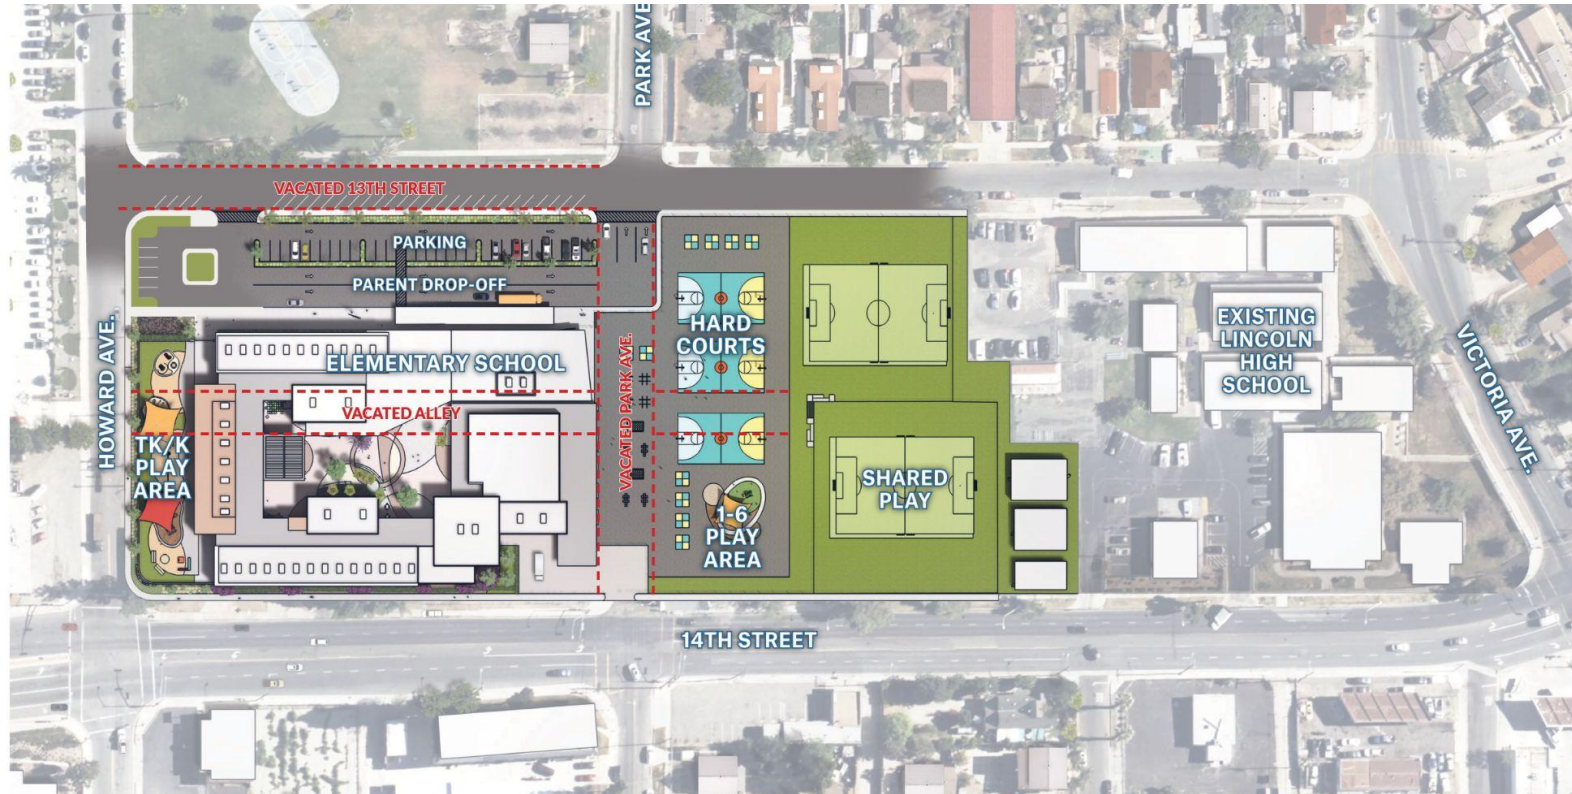 PARK AVE
VACATED 13TH STREET
PARKING
PARENT DROP-OFF
HOWARD AVE.
ELEMENTARY SCHOOL
VACATED ALLEY
TK/K
PLAY
AREA
VACATED PARK AVE.
HARD
COURTS
1-6
PLAY
AREA
SHARED
PLAY
EXISTING
LINCOLN
HIGH
SCHOOL
VICTORIA AVE.
14TH STREET